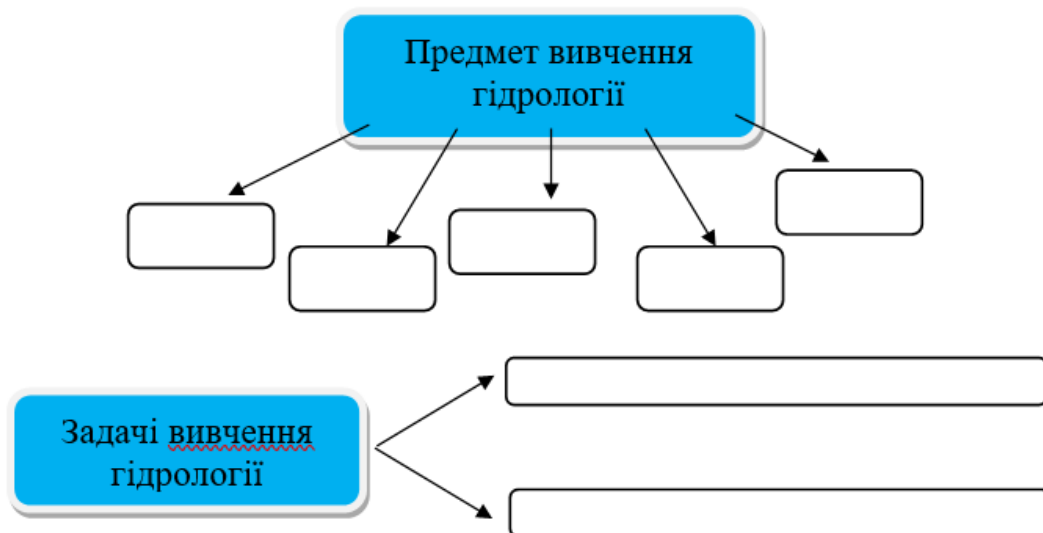 Предмет вивчення
гідрології
Задачі вивчення
гідрології